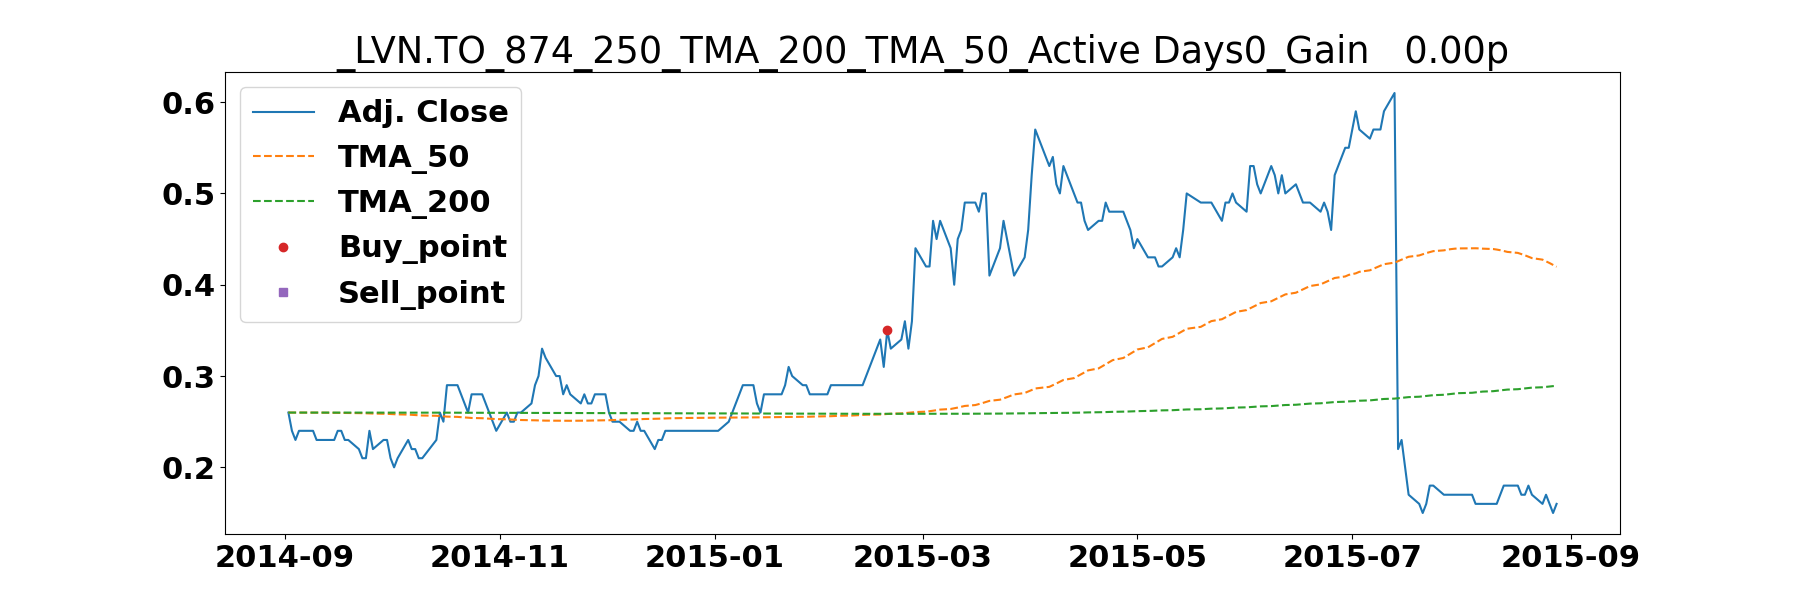 _LVN.TO_874_250_TMA_200_TMA_50_Active Days0_Gain   0.00p
Adj. Close
TMA_50
TMA_200
Buy_point
Sell_point
0.6
0.5
0.4
0.3
0.2
2014-09 2014-11 2015-01 2015-03 2015-05 2015-07 2015-09